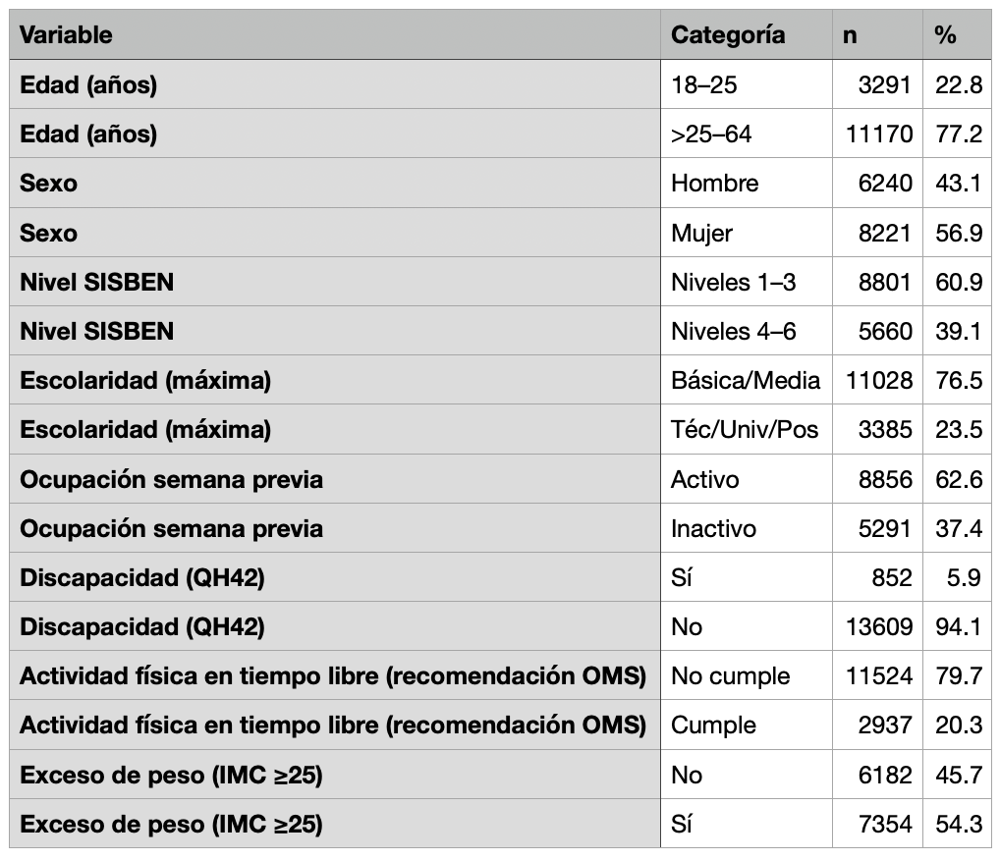 Variable Categoría n %
Edad (años) 18–25 3291 22.8
Edad (años) >25–64 11170 77.2
Sexo Hombre 6240 43.1
Sexo Mujer 8221 56.9
Nivel SISBEN Niveles 1–3 8801 60.9
Nivel SISBEN Niveles 4–6 5660 39.1
Escolaridad (máxima) Básica/Media 11028 76.5
Escolaridad (máxima) Téc/Univ/Pos 3385 23.5
Ocupación semana previa Activo 8856 62.6
Ocupación semana previa Inactivo 5291 37.4
Discapacidad (QH42) Sí 852 5.9
Discapacidad (QH42) No 13609 94.1
Actividad física en tiempo libre (recomendación OMS) No cumple 11524 79.7
Actividad física en tiempo libre (recomendación OMS) Cumple 2937 20.3
Exceso de peso (IMC ≥25) No 6182 45.7
Exceso de peso (IMC ≥25) Sí 7354 54.3